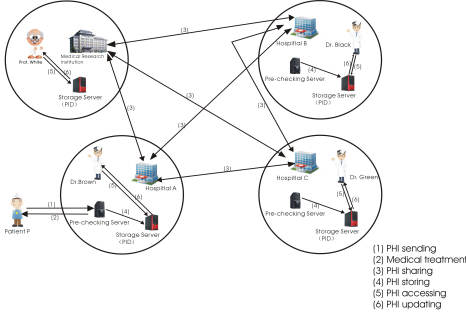 (3)
Hospitial B
Dr. Black
Prof. White
Medical Research
Institution
(5)
(6)
Storage Server
(PID)
(4)
(6)
(5)
Pre-checking Server
Storage Server
(PID)
(3)
(3)
(3)
(3)
Dr.Brown
Hospitial A
(3)
Hospitial C
Dr. Green
(5)
(6)
(4)
Pre-checking Server
Storage Server
(PID)
(1)
(2)
Patient P
Pre-checking Server
(4)
(5)
(6)
Storage Server
(PID)
(1) PHI sending
(2) Medical treatment
(3) PHI sharing
(4) PHI storing
(5) PHI accessing
(6) PHI updating